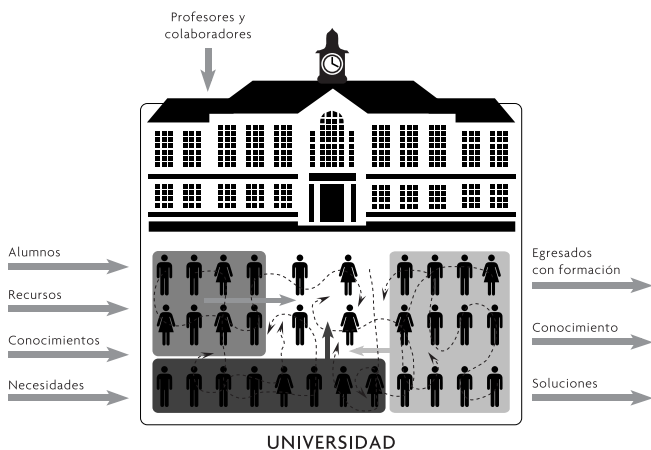 Profesores y
colaboradores
Alumnos
Recursos
Conocimientos
Necesidades
Egresados
con formación
Conocimiento
Soluciones
UNIVERSIDAD